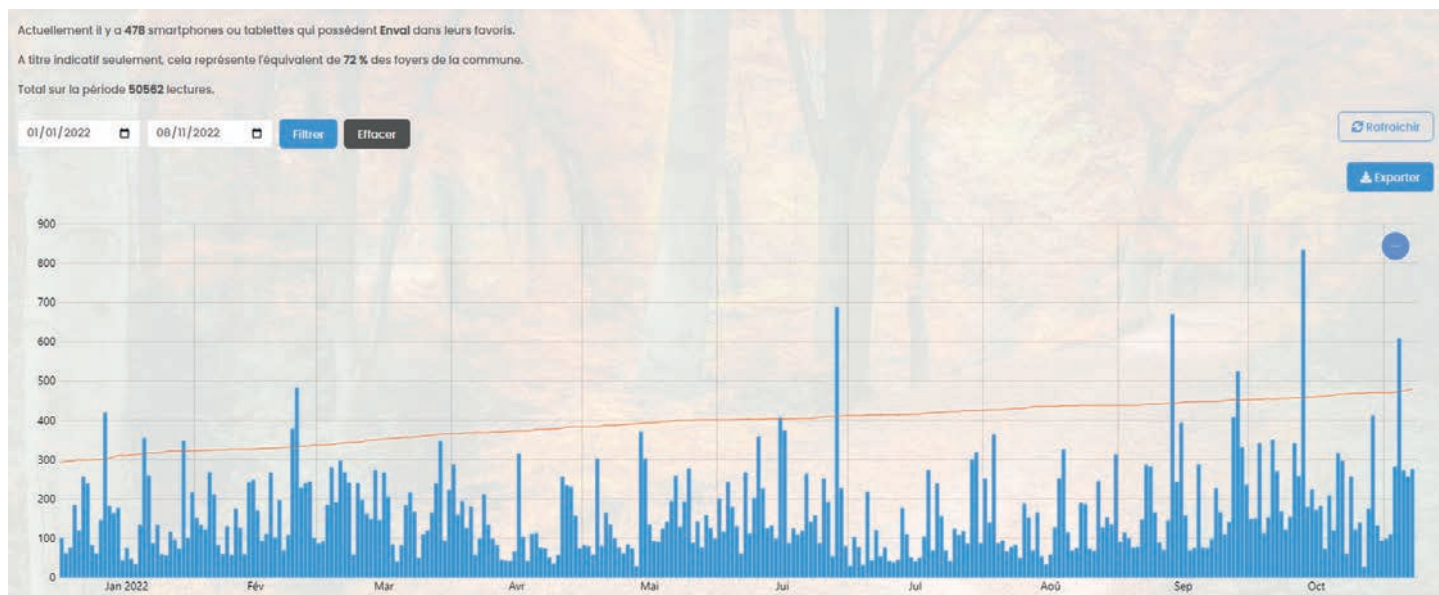 Actuellement il y a 478 smartphones ou tablettes qui possèdent Enval dans leurs favoris.
A titre indicatif seulement, cela représente l'équivalent de 72 % des foyers de la commune.
Total sur la période 50562 lectures.
01/01/2022 08/11/2022 Filtrer Effacer Rafraichir
Exporter
900
800
700
600
500
400
300
200
100
0
Jan 2022 Fév Mar Avr Mai Jui Jul Aoû Sep Oct